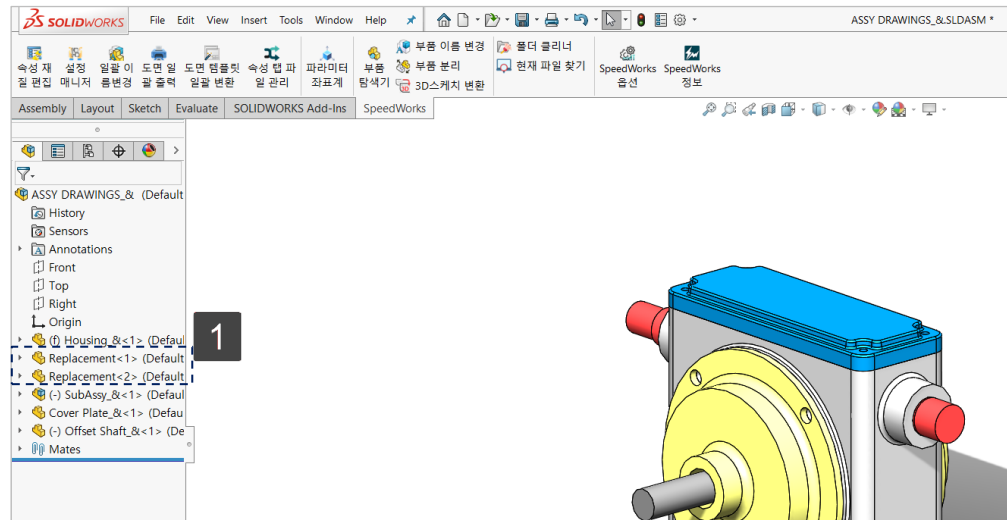 SOLIDWORKS File Edit View Insert Tools Window Help ASSY DRAWINGS_&.SLDASM *
속성 재질 편집
설정 매니저
일괄 이름변경
도면 일괄 출력
도면 템플릿 일괄 변환
속성 탭 파일 관리
파라미터 좌표계
부품 탐색기
부품 이름 변경
부품 분리
3D스케치 변환
폴더 클리너
현재 파일 찾기
SpeedWorks 옵션
SpeedWorks 정보
Assembly Layout Sketch Evaluate SOLIDWORKS Add-Ins SpeedWorks
ASSY DRAWINGS_& (Default
History
Sensors
A Annotations
Front
Top
Right
Origin
(f) Housing_&<1> (Defaul
Replacement<1> (Default
Replacement<2> (Default
1
(-) SubAssy_&<1> (Defaul
Cover Plate_&<1> (Defau
(-) Offset Shaft_&<1> (De
Mates